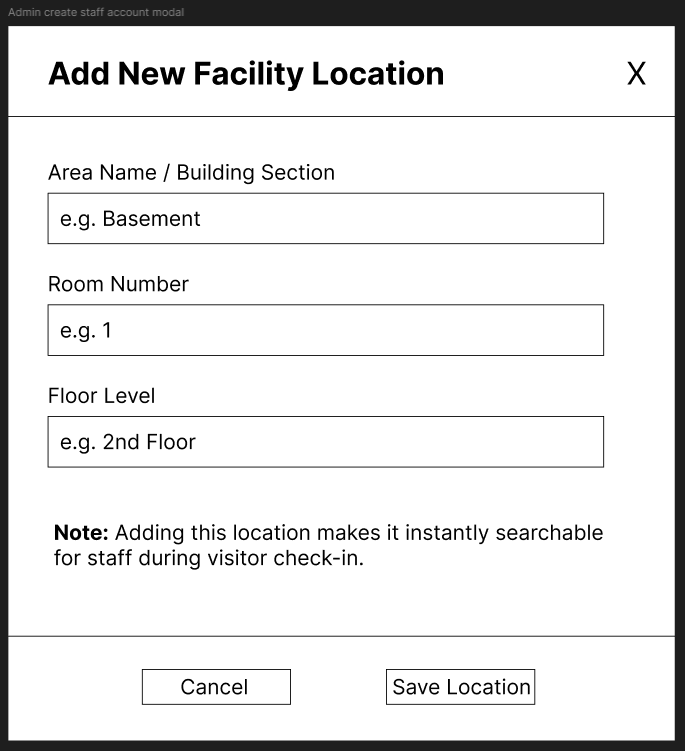 Admin create staff account modal
Add New Facility Location
X
Area Name / Building Section
e.g. Basement
Room Number
e.g. 1
Floor Level
e.g. 2nd Floor
Note: Adding this location makes it instantly searchable
for staff during visitor check-in.
Cancel
Save Location